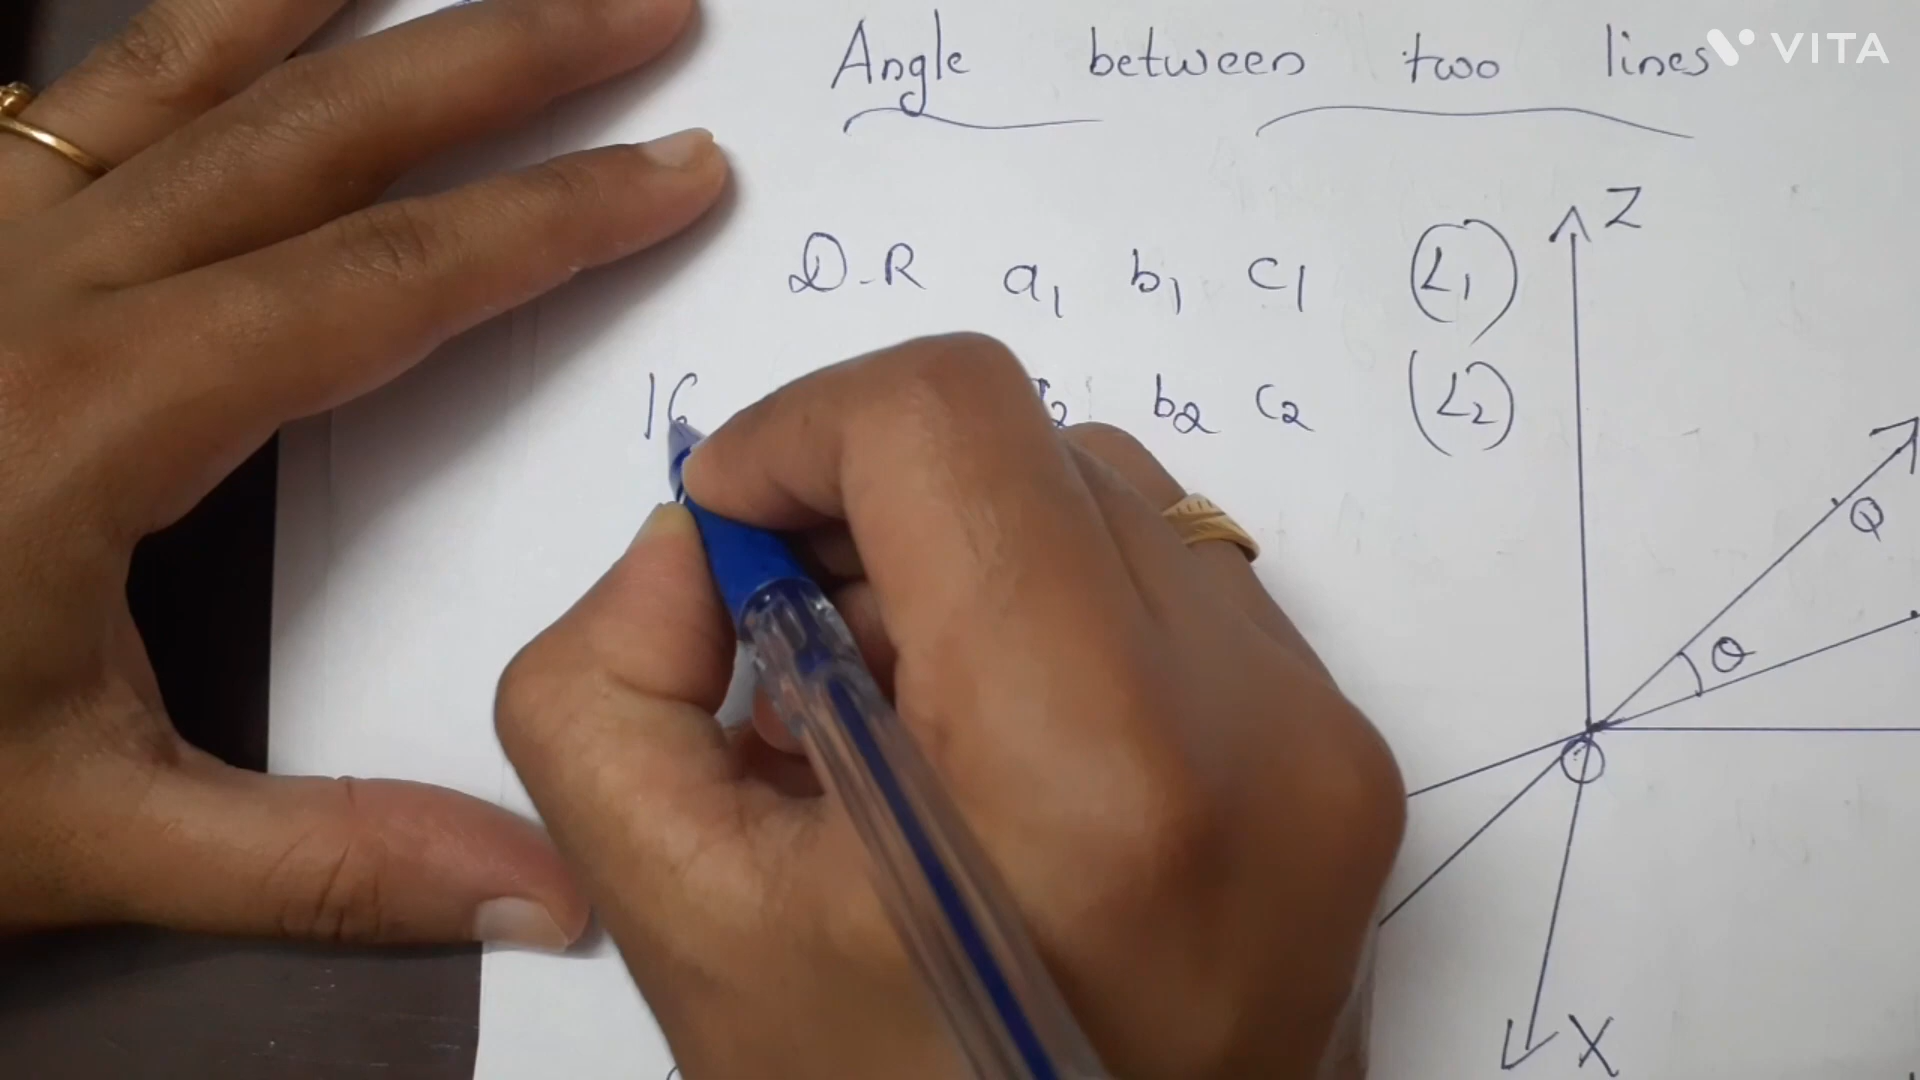 Angle between two lines
VITA
Z
D.R a1 b1 c1 (L1)
b2 c2 (L2)
Q
θ
O
X